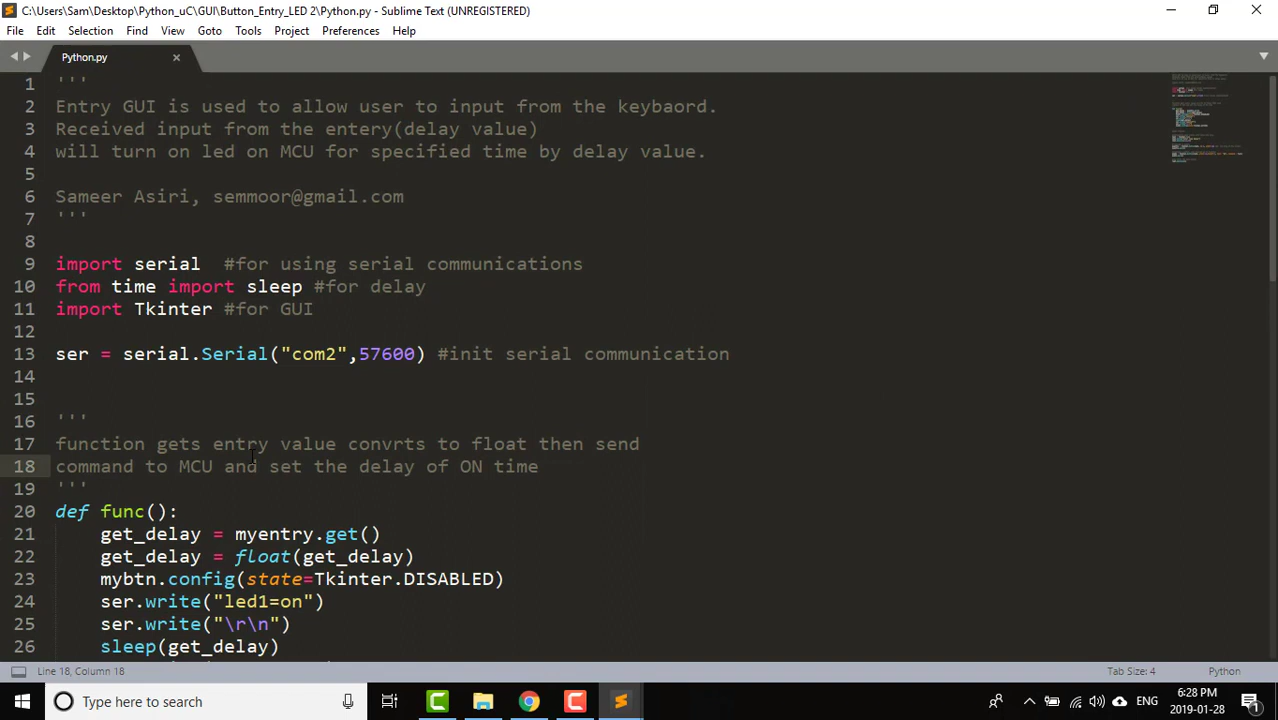 C:\Users\Sam\Desktop\Python_uC\GUI\Button_Entry_LED 2\Python.py - Sublime Text (UNREGISTERED)
File Edit Selection Find View Goto Tools Project Preferences Help
Python.py
1 '''
2 Entry GUI is used to allow user to input from the keybaord.
3 Received input from the entery(delay value)
4 will turn on led on MCU for specified time by delay value.
5
6 Sameer Asiri, semmoor@gmail.com
7 '''
8
9 import serial  #for using serial communications
10 from time import sleep #for delay
11 import Tkinter #for GUI
12
13 ser = serial.Serial("com2",57600) #init serial communication
14
15
16 '''
17 function gets entry value convrts to float then send
18 command to MCU and set the delay of ON time
19 '''
20 def func():
21     get_delay = myentry.get()
22     get_delay = float(get_delay)
23     mybtn.config(state=Tkinter.DISABLED)
24     ser.write("led1=on")
25     ser.write("\r\n")
26     sleep(get_delay)
Line 18, Column 18 Tab Size: 4 Python
Type here to search ENG 6:28 PM
2019-01-28